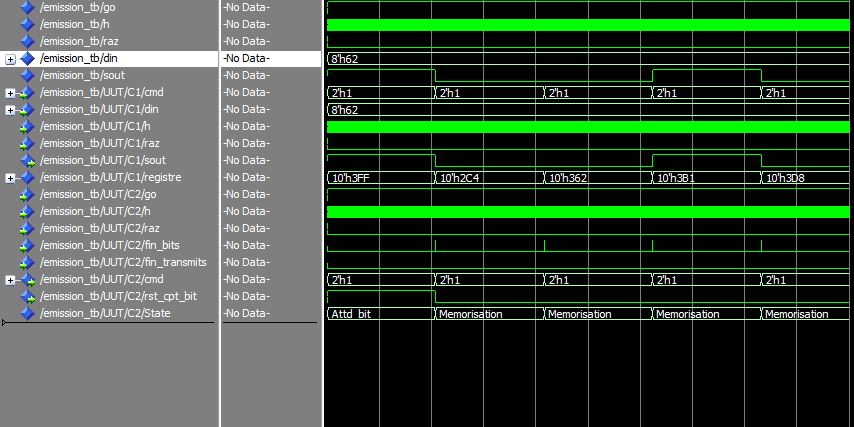 /emission_tb/go -No Data-
/emission_tb/h -No Data-
/emission_tb/raz -No Data-
/emission_tb/din -No Data- 8'h62
/emission_tb/sout -No Data-
/emission_tb/UUT/C1/cmd -No Data- 2'h1 2'h1 2'h1 2'h1 2'h1
/emission_tb/UUT/C1/din -No Data- 8'h62
/emission_tb/UUT/C1/h -No Data-
/emission_tb/UUT/C1/raz -No Data-
/emission_tb/UUT/C1/sout -No Data-
/emission_tb/UUT/C1/registre -No Data- 10'h3FF 10'h2C4 10'h362 10'h3B1 10'h3D8
/emission_tb/UUT/C2/go -No Data-
/emission_tb/UUT/C2/h -No Data-
/emission_tb/UUT/C2/raz -No Data-
/emission_tb/UUT/C2/fin_bits -No Data-
/emission_tb/UUT/C2/fin_transmits -No Data-
/emission_tb/UUT/C2/cmd -No Data- 2'h1 2'h1 2'h1 2'h1 2'h1
/emission_tb/UUT/C2/rst_cpt_bit -No Data-
/emission_tb/UUT/C2/State -No Data- Attd_bit Memorisation Memorisation Memorisation Memorisation